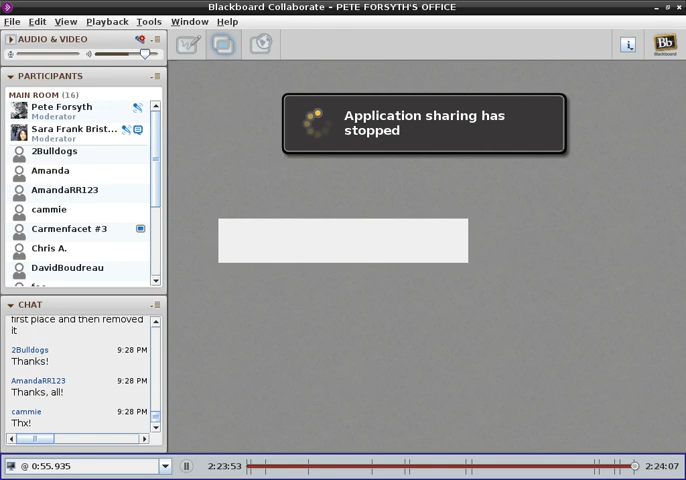 Blackboard Collaborate – PETE FORSYTH'S OFFICE
File Edit View Playback Tools Window Help
AUDIO & VIDEO
PARTICIPANTS
MAIN ROOM (16)
Pete Forsyth
Moderator
Sara Frank Brist...
Moderator
2Bulldogs
Amanda
AmandaRR123
cammie
Carmenfacet #3
Chris A.
DavidBoudreau
CHAT
first place and then removed
it
2Bulldogs 9:28 PM
Thanks!
AmandaRR123 9:28 PM
Thanks, all!
cammie 9:28 PM
Thx!
Application sharing has
stopped
i
Bb
Blackboard
@ 0:55.935
2:23:53
2:24:07